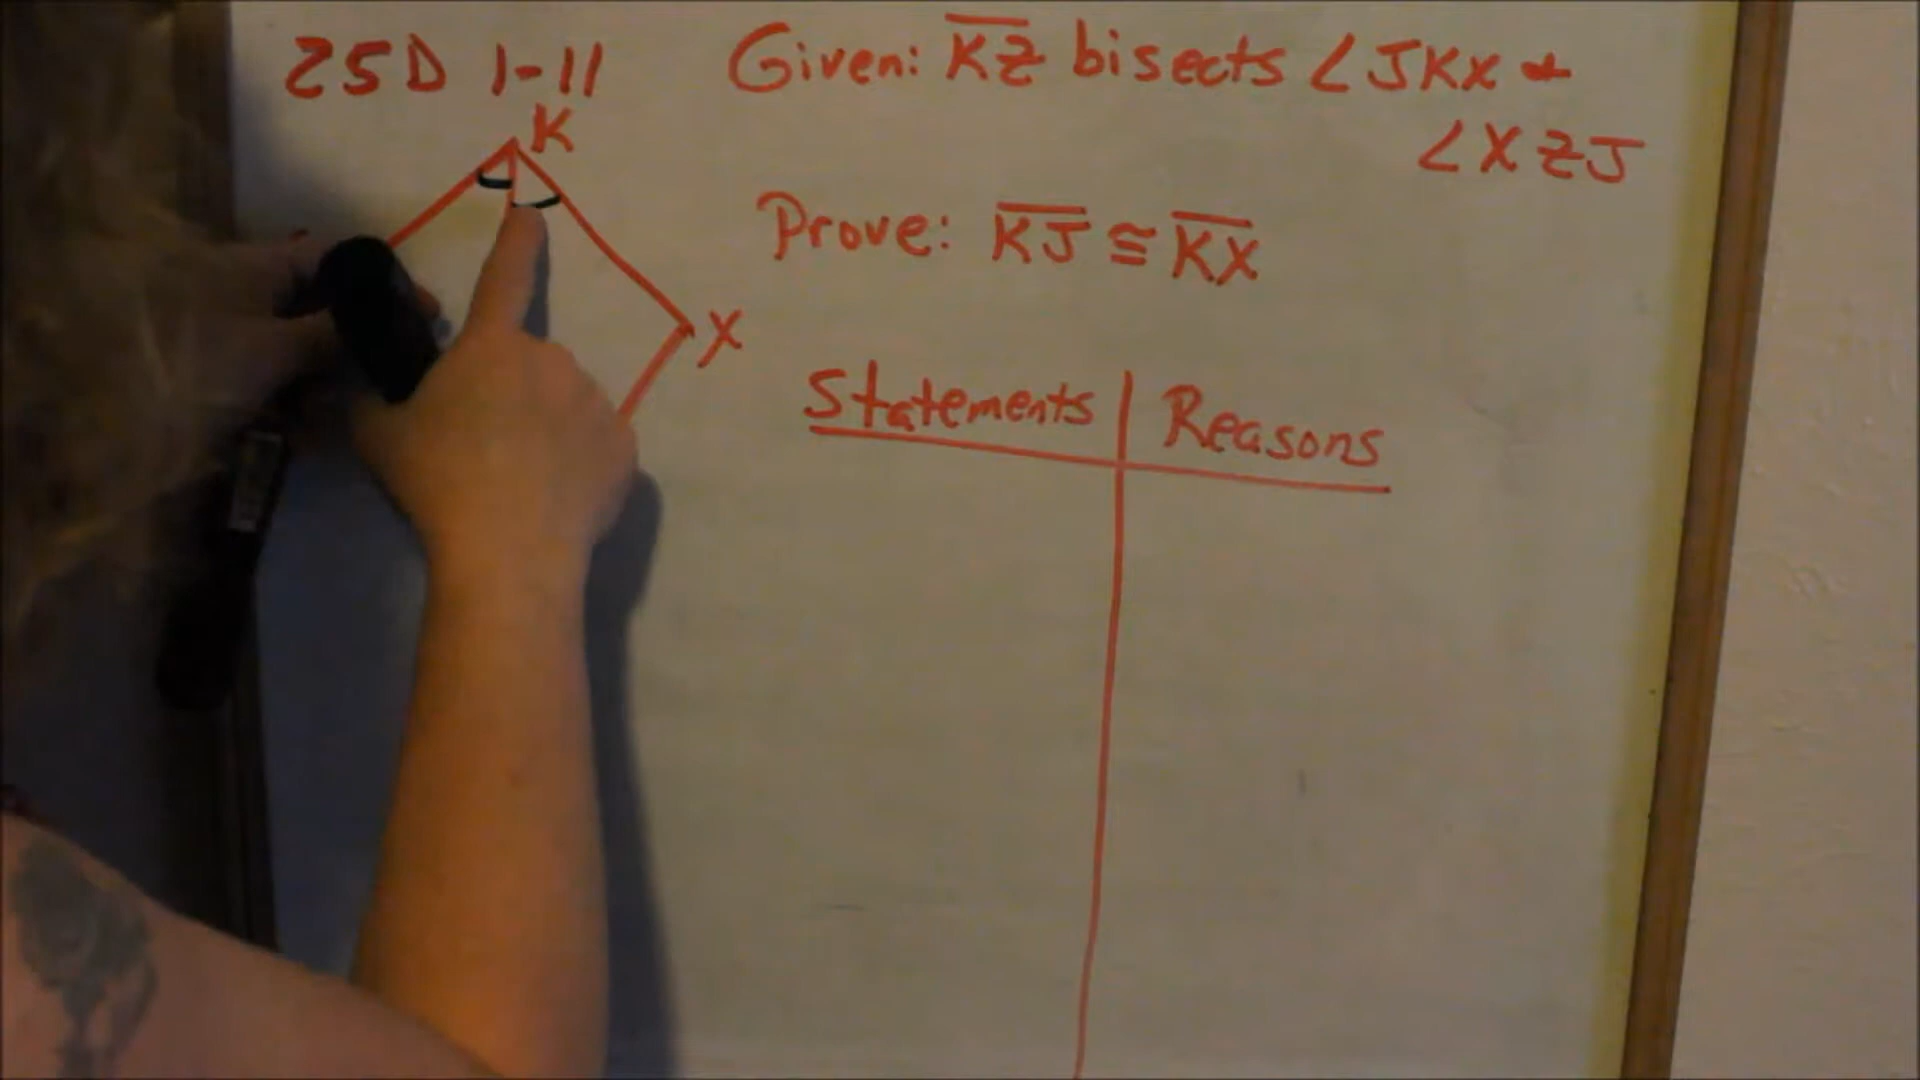 25D 1-11
Given: KZ bisects ∠JKX &
∠XZJ
K
Prove: KJ ≅ KX
X
Statements Reasons